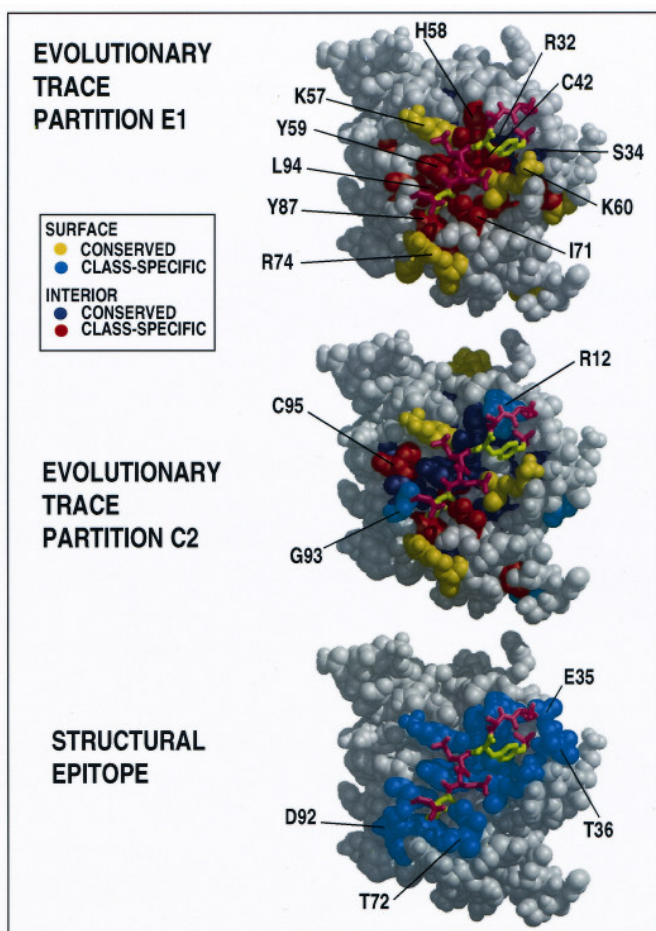 EVOLUTIONARY
TRACE
PARTITION E1
H58
R32
C42
K57
Y59
L94
Y87
R74
S34
K60
I71
SURFACE
CONSERVED
CLASS-SPECIFIC
INTERIOR
CONSERVED
CLASS-SPECIFIC
EVOLUTIONARY
TRACE
PARTITION C2
R12
C95
G93
STRUCTURAL
EPITOPE
E35
T36
D92
T72